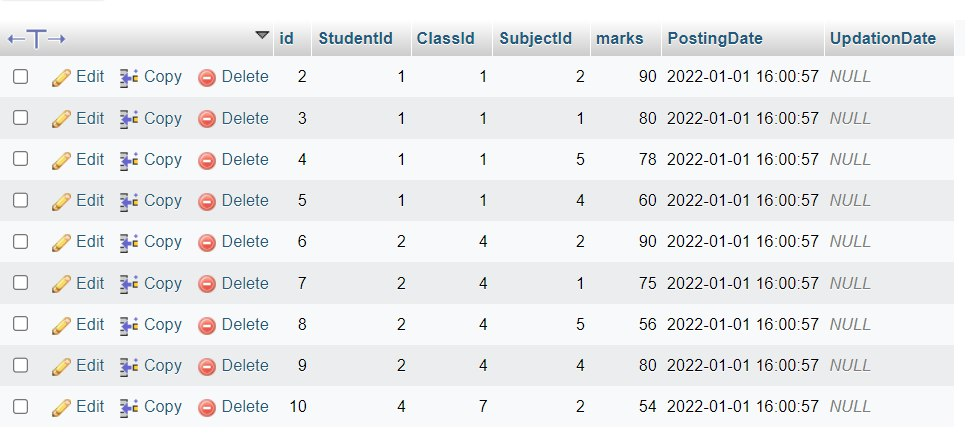 id StudentId ClassId SubjectId marks PostingDate UpdationDate
Edit Copy Delete 2 1 1 2 90 2022-01-01 16:00:57 NULL
Edit Copy Delete 3 1 1 1 80 2022-01-01 16:00:57 NULL
Edit Copy Delete 4 1 1 5 78 2022-01-01 16:00:57 NULL
Edit Copy Delete 5 1 1 4 60 2022-01-01 16:00:57 NULL
Edit Copy Delete 6 2 4 2 90 2022-01-01 16:00:57 NULL
Edit Copy Delete 7 2 4 1 75 2022-01-01 16:00:57 NULL
Edit Copy Delete 8 2 4 5 56 2022-01-01 16:00:57 NULL
Edit Copy Delete 9 2 4 4 80 2022-01-01 16:00:57 NULL
Edit Copy Delete 10 4 7 2 54 2022-01-01 16:00:57 NULL